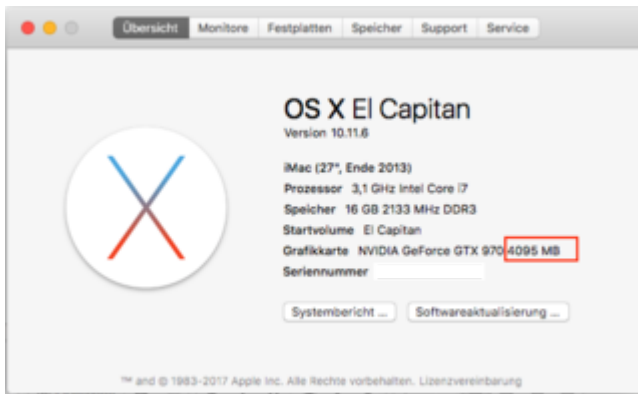 Übersicht Monitore Festplatten Speicher Support Service
OS X El Capitan
Version 10.11.6
iMac (27", Ende 2013)
Prozessor 3,1 GHz Intel Core i7
Speicher 16 GB 2133 MHz DDR3
Startvolume El Capitan
Grafikkarte NVIDIA GeForce GTX 970 4095 MB
Seriennummer
Systembericht ... Softwareaktualisierung ...
™ and © 1983-2017 Apple Inc. Alle Rechte vorbehalten. Lizenzvereinbarung